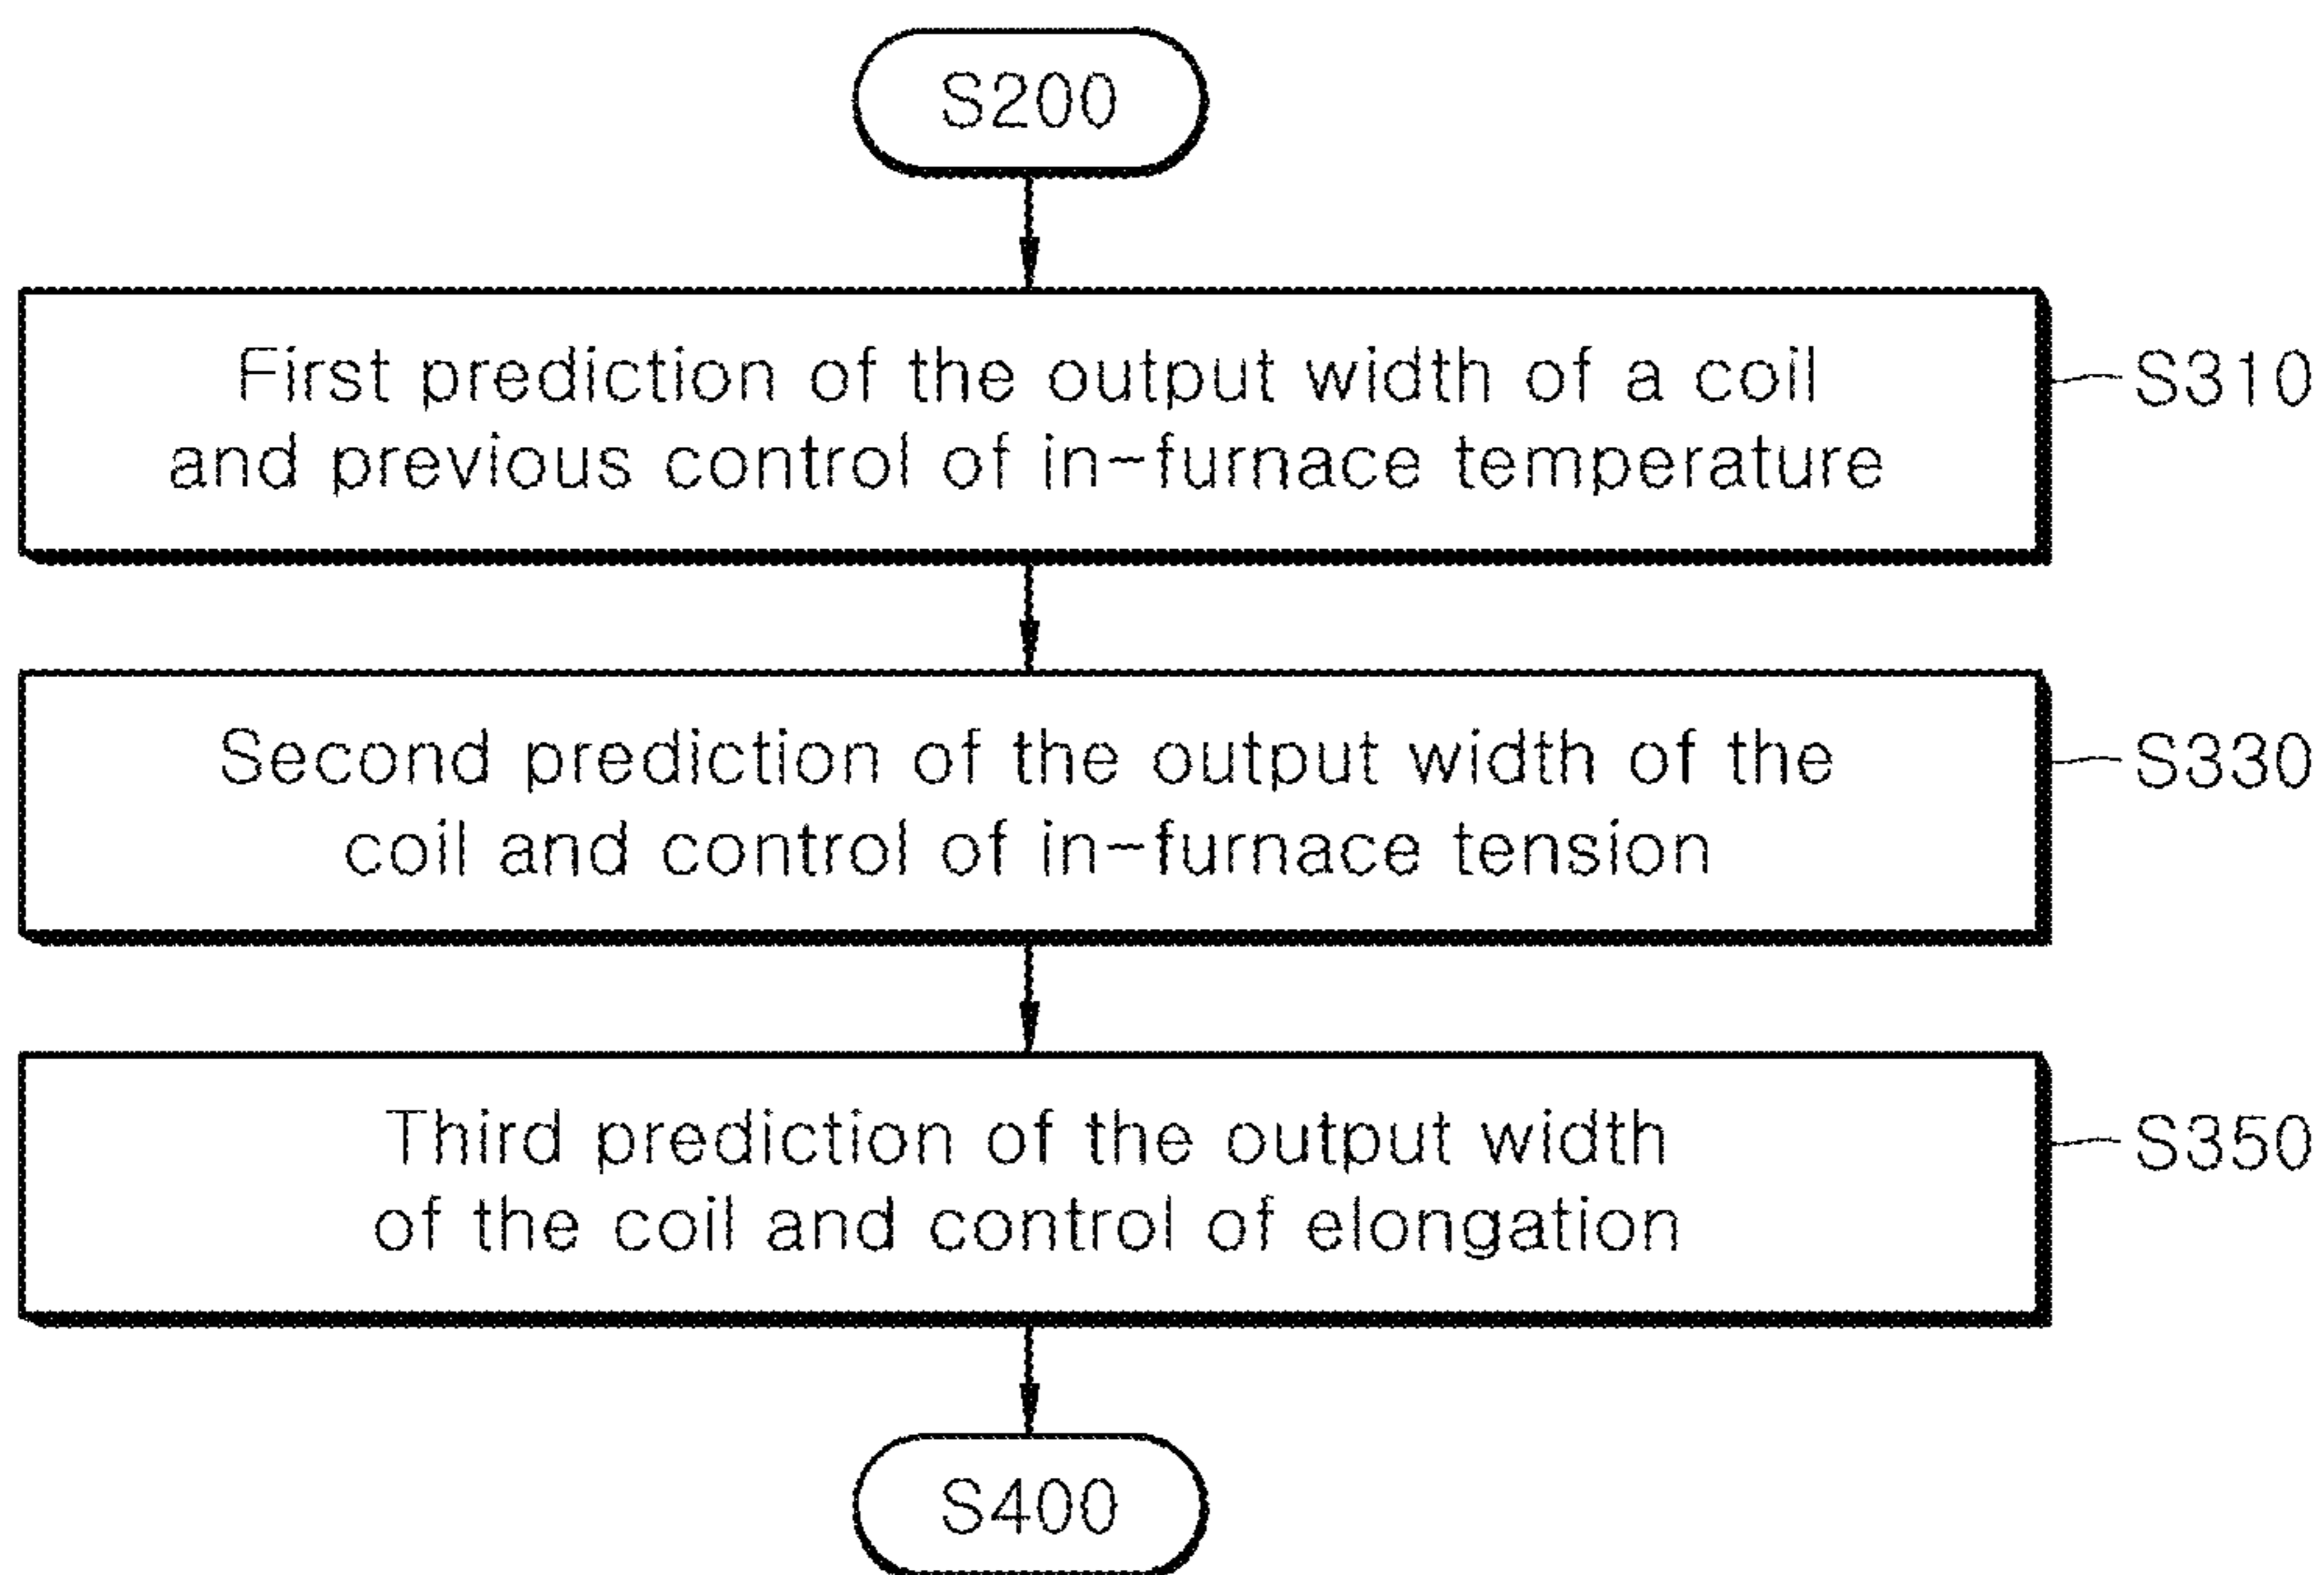 S200
First prediction of the output width of a coil
and previous control of in-furnace temperature
S310
Second prediction of the output width of the
coil and control of in-furnace tension
S330
Third prediction of the output width
of the coil and control of elongation
S350
S400